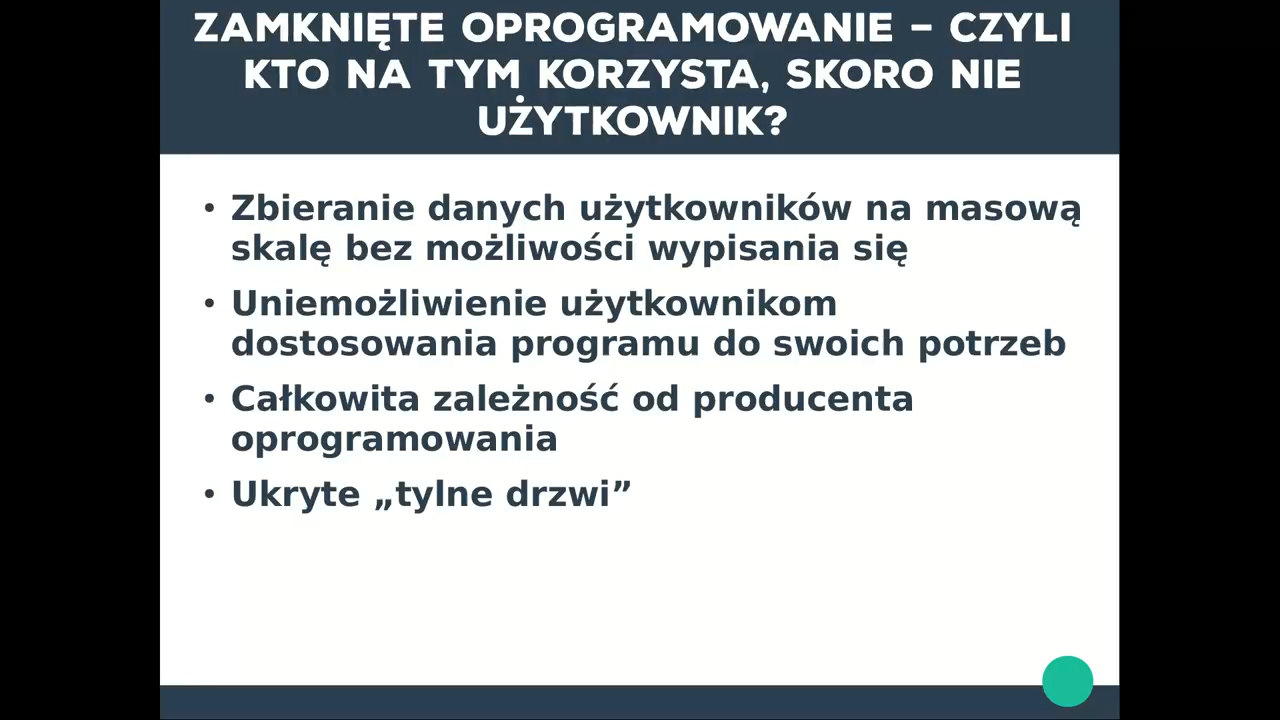 ZAMKNIĘTE OPROGRAMOWANIE – CZYLI
KTO NA TYM KORZYSTA, SKORO NIE
UŻYTKOWNIK?
• Zbieranie danych użytkowników na masową
skalę bez możliwości wypisania się
• Uniemożliwienie użytkownikom
dostosowania programu do swoich potrzeb
• Całkowita zależność od producenta
oprogramowania
• Ukryte „tylne drzwi”